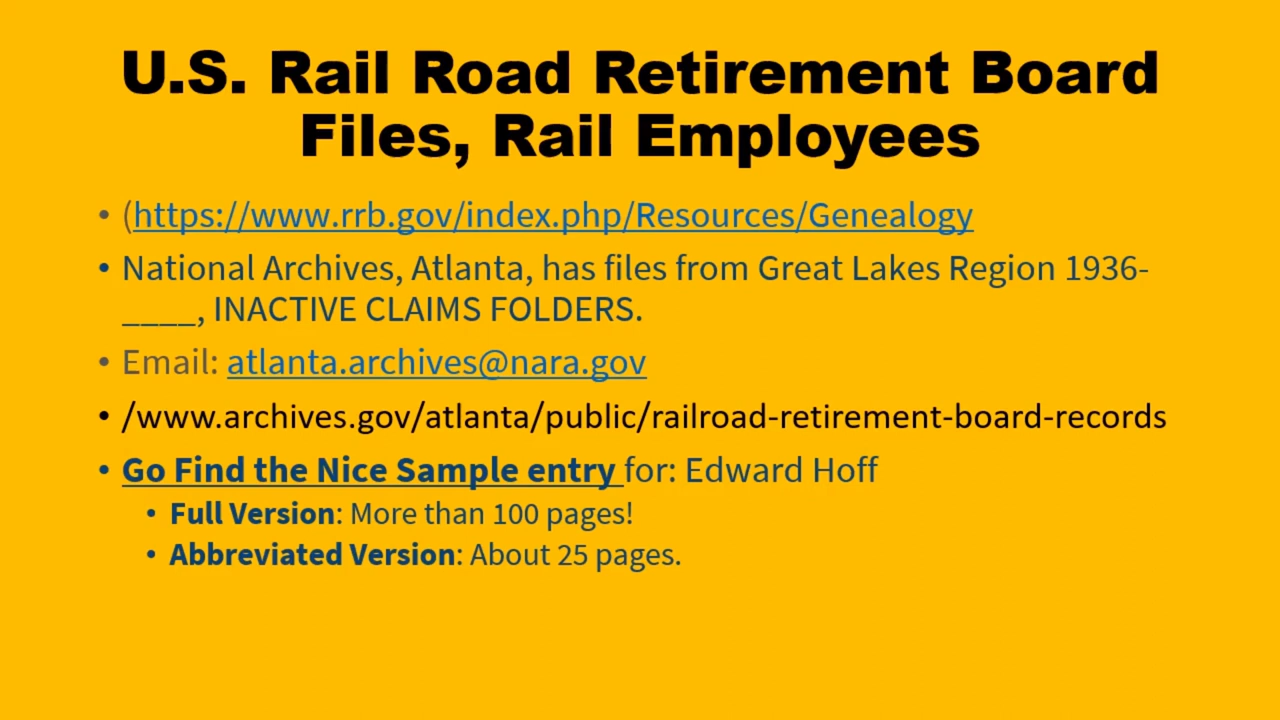 U.S. Rail Road Retirement Board
Files, Rail Employees
• (https://www.rrb.gov/index.php/Resources/Genealogy
• National Archives, Atlanta, has files from Great Lakes Region 1936-
____, INACTIVE CLAIMS FOLDERS.
• Email: atlanta.archives@nara.gov
• /www.archives.gov/atlanta/public/railroad-retirement-board-records
• Go Find the Nice Sample entry for: Edward Hoff
• Full Version: More than 100 pages!
• Abbreviated Version: About 25 pages.